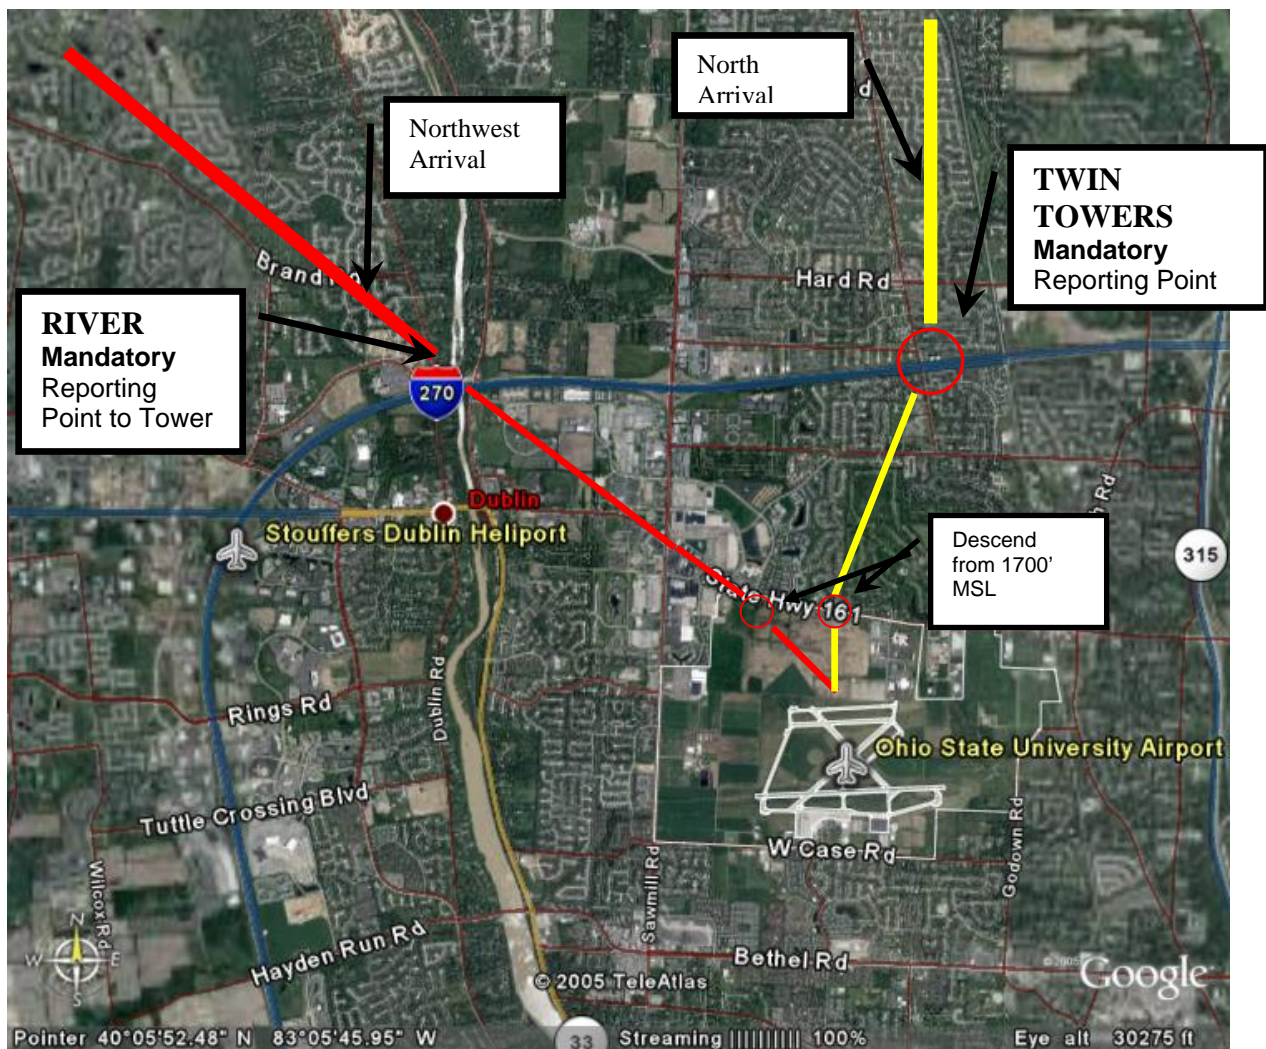 North
Arrival
Northwest
Arrival
TWIN
TOWERS
Mandatory
Reporting Point
Hard Rd
RIVER
Mandatory
Reporting
Point to Tower
270
Dublin
Stouffers Dublin Heliport
Descend
from 1700’
MSL
315
State Hwy 161
Dublin Rd
Rings Rd
Ohio State University Airport
Tuttle Crossing Blvd
W Case Rd
Godown Rd
Sawmill Rd
Wilcox Rd
Hayden Run Rd
Bethel Rd
N
W E
S
© 2005 TeleAtlas
© 2005 Google
33
Pointer 40°05'52.48" N 83°05'45.95" W Streaming |||||||||| 100% Eye alt 30275 ft